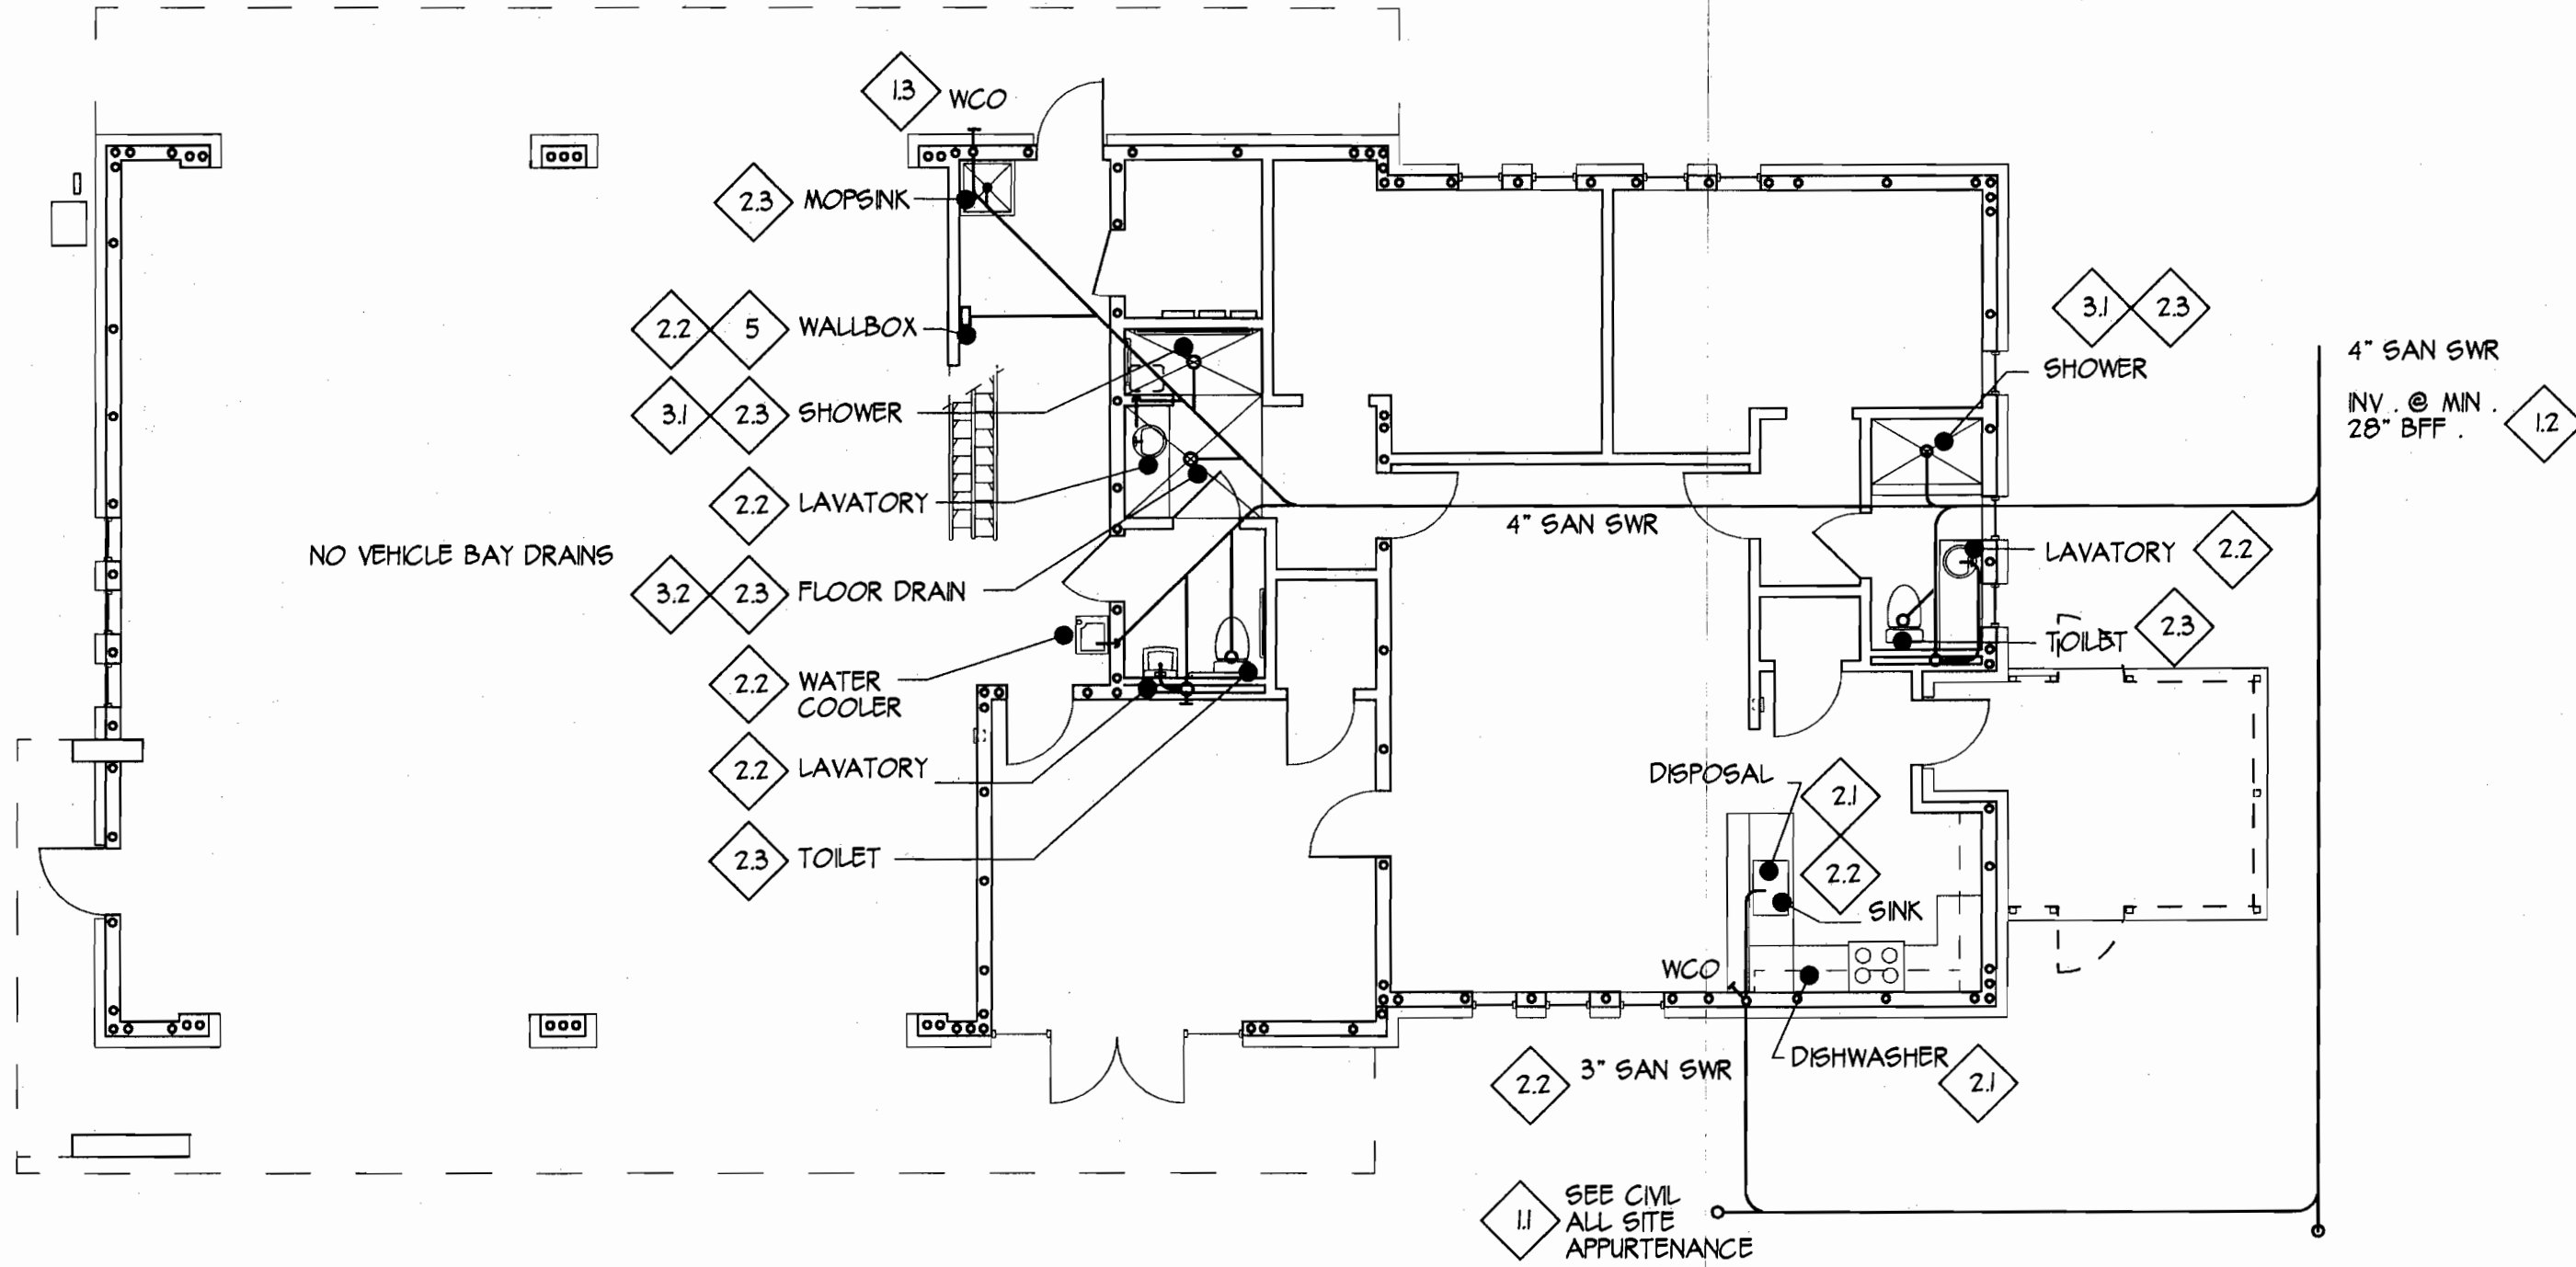 1.3 WCO
2.3 MOPSINK
2.2 5 WALLBOX
3.1 2.3 SHOWER
2.2 LAVATORY
NO VEHICLE BAY DRAINS
3.2 2.3 FLOOR DRAIN
2.2 WATER
COOLER
2.2 LAVATORY
2.3 TOILET
4" SAN SWR
3.1 2.3
SHOWER
4" SAN SWR
INV. @ MIN.
28" BFF.
1.2
LAVATORY 2.2
TOILET 2.3
DISPOSAL
2.1
2.2
SINK
WCO
DISHWASHER
2.1
2.2 3" SAN SWR
1.1 SEE CIVIL
ALL SITE
APPURTENANCE